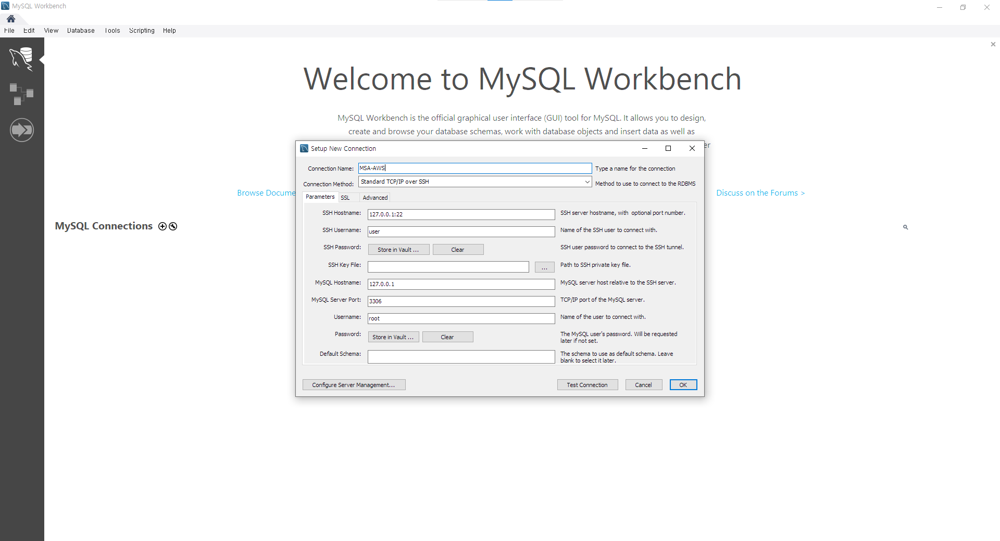 MySQL Workbench
File Edit View Database Tools Scripting Help
Welcome to MySQL Workbench
MySQL Workbench is the official graphical user interface (GUI) tool for MySQL. It allows you to design,
create and browse your database schemas, work with database objects and insert data as well as
er
Browse Docume
Discuss on the Forums >
MySQL Connections
Setup New Connection
Connection Name: MSA-AWS Type a name for the connection
Connection Method: Standard TCP/IP over SSH Method to use to connect to the RDBMS
Parameters SSL Advanced
SSH Hostname: 127.0.0.1:22 SSH server hostname, with optional port number.
SSH Username: user Name of the SSH user to connect with.
SSH Password: Store in Vault ... Clear SSH user password to connect to the SSH tunnel.
SSH Key File: ... Path to SSH private key file.
MySQL Hostname: 127.0.0.1 MySQL server host relative to the SSH server.
MySQL Server Port: 3306 TCP/IP port of the MySQL server.
Username: root Name of the user to connect with.
Password: Store in Vault ... Clear The MySQL user's password. Will be requested
later if not set.
Default Schema: The schema to use as default schema. Leave
blank to select it later.
Configure Server Management... Test Connection Cancel OK